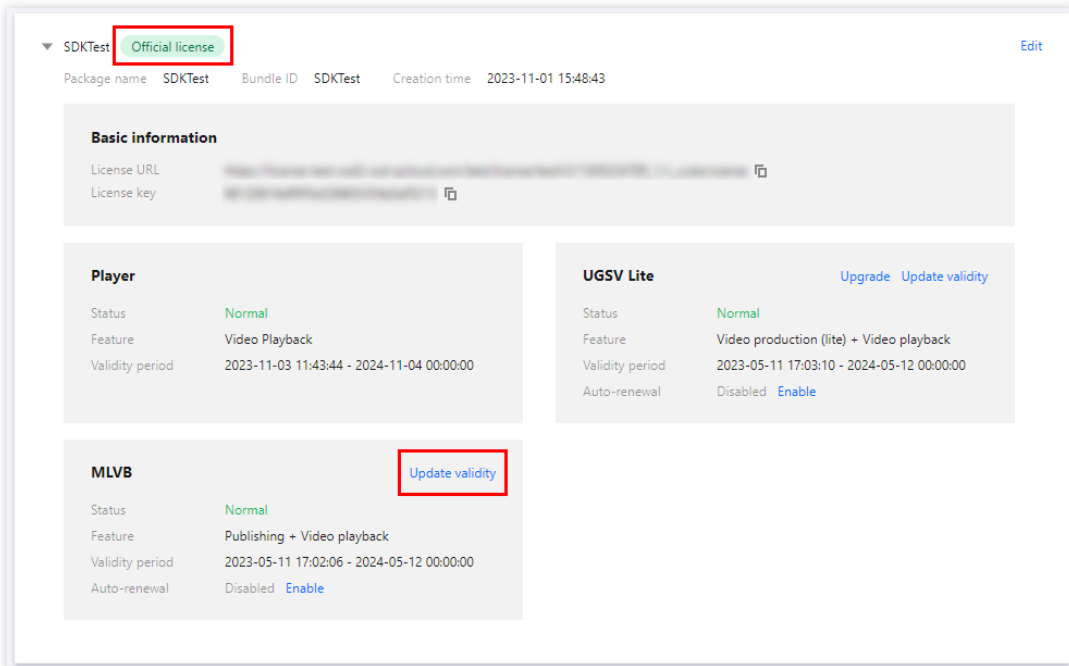 SDKTest Official license Edit
Package name SDKTest Bundle ID SDKTest Creation time 2023-11-01 15:48:43
Basic information
License URL
License key
Player
Status Normal
Feature Video Playback
Validity period 2023-11-03 11:43:44 - 2024-11-04 00:00:00
UGSV Lite Upgrade Update validity
Status Normal
Feature Video production (lite) + Video playback
Validity period 2023-05-11 17:03:10 - 2024-05-12 00:00:00
Auto-renewal Disabled Enable
MLVB Update validity
Status Normal
Feature Publishing + Video playback
Validity period 2023-05-11 17:02:06 - 2024-05-12 00:00:00
Auto-renewal Disabled Enable